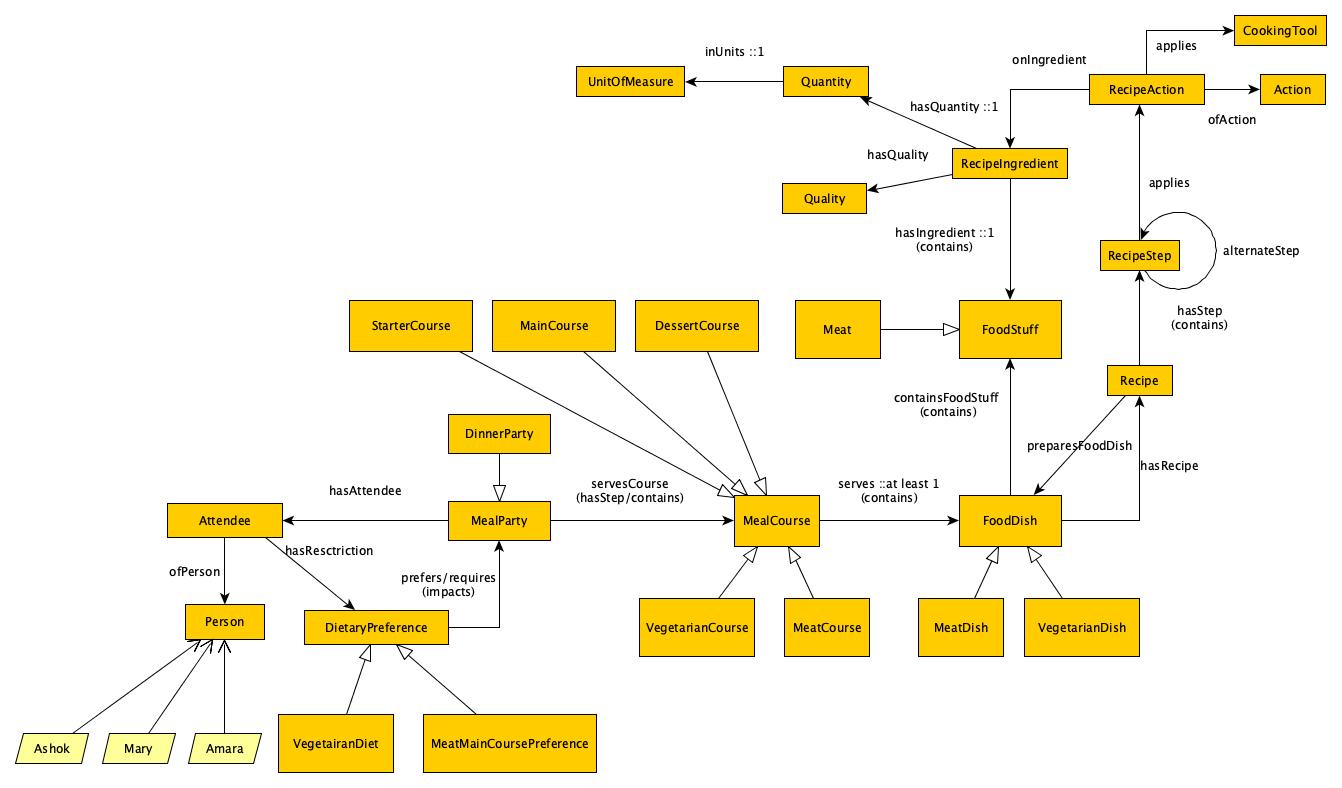 CookingTool
applies
inUnits ::1
onIngredient
UnitOfMeasure
Quantity
RecipeAction
Action
hasQuantity ::1
ofAction
hasQuality
RecipeIngredient
applies
Quality
hasIngredient ::1
(contains)
RecipeStep
alternateStep
hasStep
(contains)
StarterCourse
MainCourse
DessertCourse
Meat
FoodStuff
Recipe
containsFoodStuff
(contains)
DinnerParty
preparesFoodDish
hasRecipe
hasAttendee
servesCourse
(hasStep/contains)
serves ::at least 1
(contains)
Attendee
MealParty
MealCourse
FoodDish
hasResctriction
ofPerson
prefers/requires
(impacts)
Person
DietaryPreference
VegetarianCourse
MeatCourse
MeatDish
VegetarianDish
Ashok
Mary
Amara
VegetairanDiet
MeatMainCoursePreference